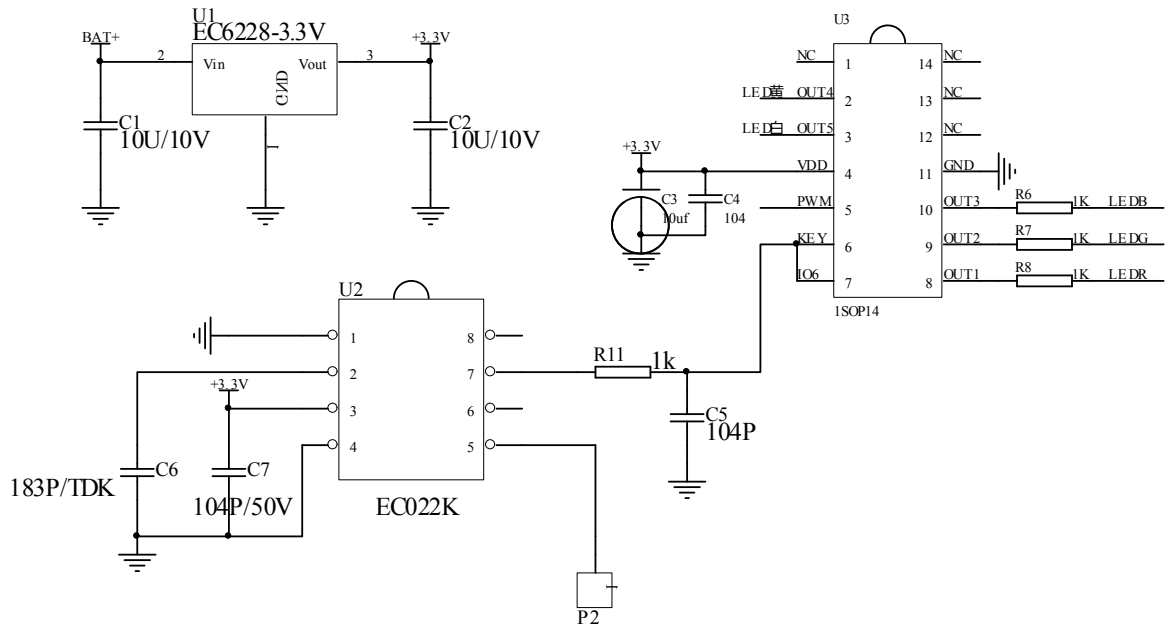 U1
EC6228-3.3V
BAT+
2
Vin
Vout
3
+3.3V
GND
1
C1
10U/10V
C2
10U/10V
U3
NC
1
14
NC
LED黄
OUT4
2
13
NC
LED白
OUT5
3
12
NC
+3.3V
VDD
4
11
GND
C3
10uf
C4
104
PWM
5
10
OUT3
R6
1K
LEDB
KEY
6
9
OUT2
R7
1K
LEDG
IO6
7
8
OUT1
R8
1K
LEDR
1SOP14
U2
1
8
2
7
R11
1k
+3.3V
3
6
4
5
C5
104P
C6
183P/TDK
C7
104P/50V
EC022K
1
P2